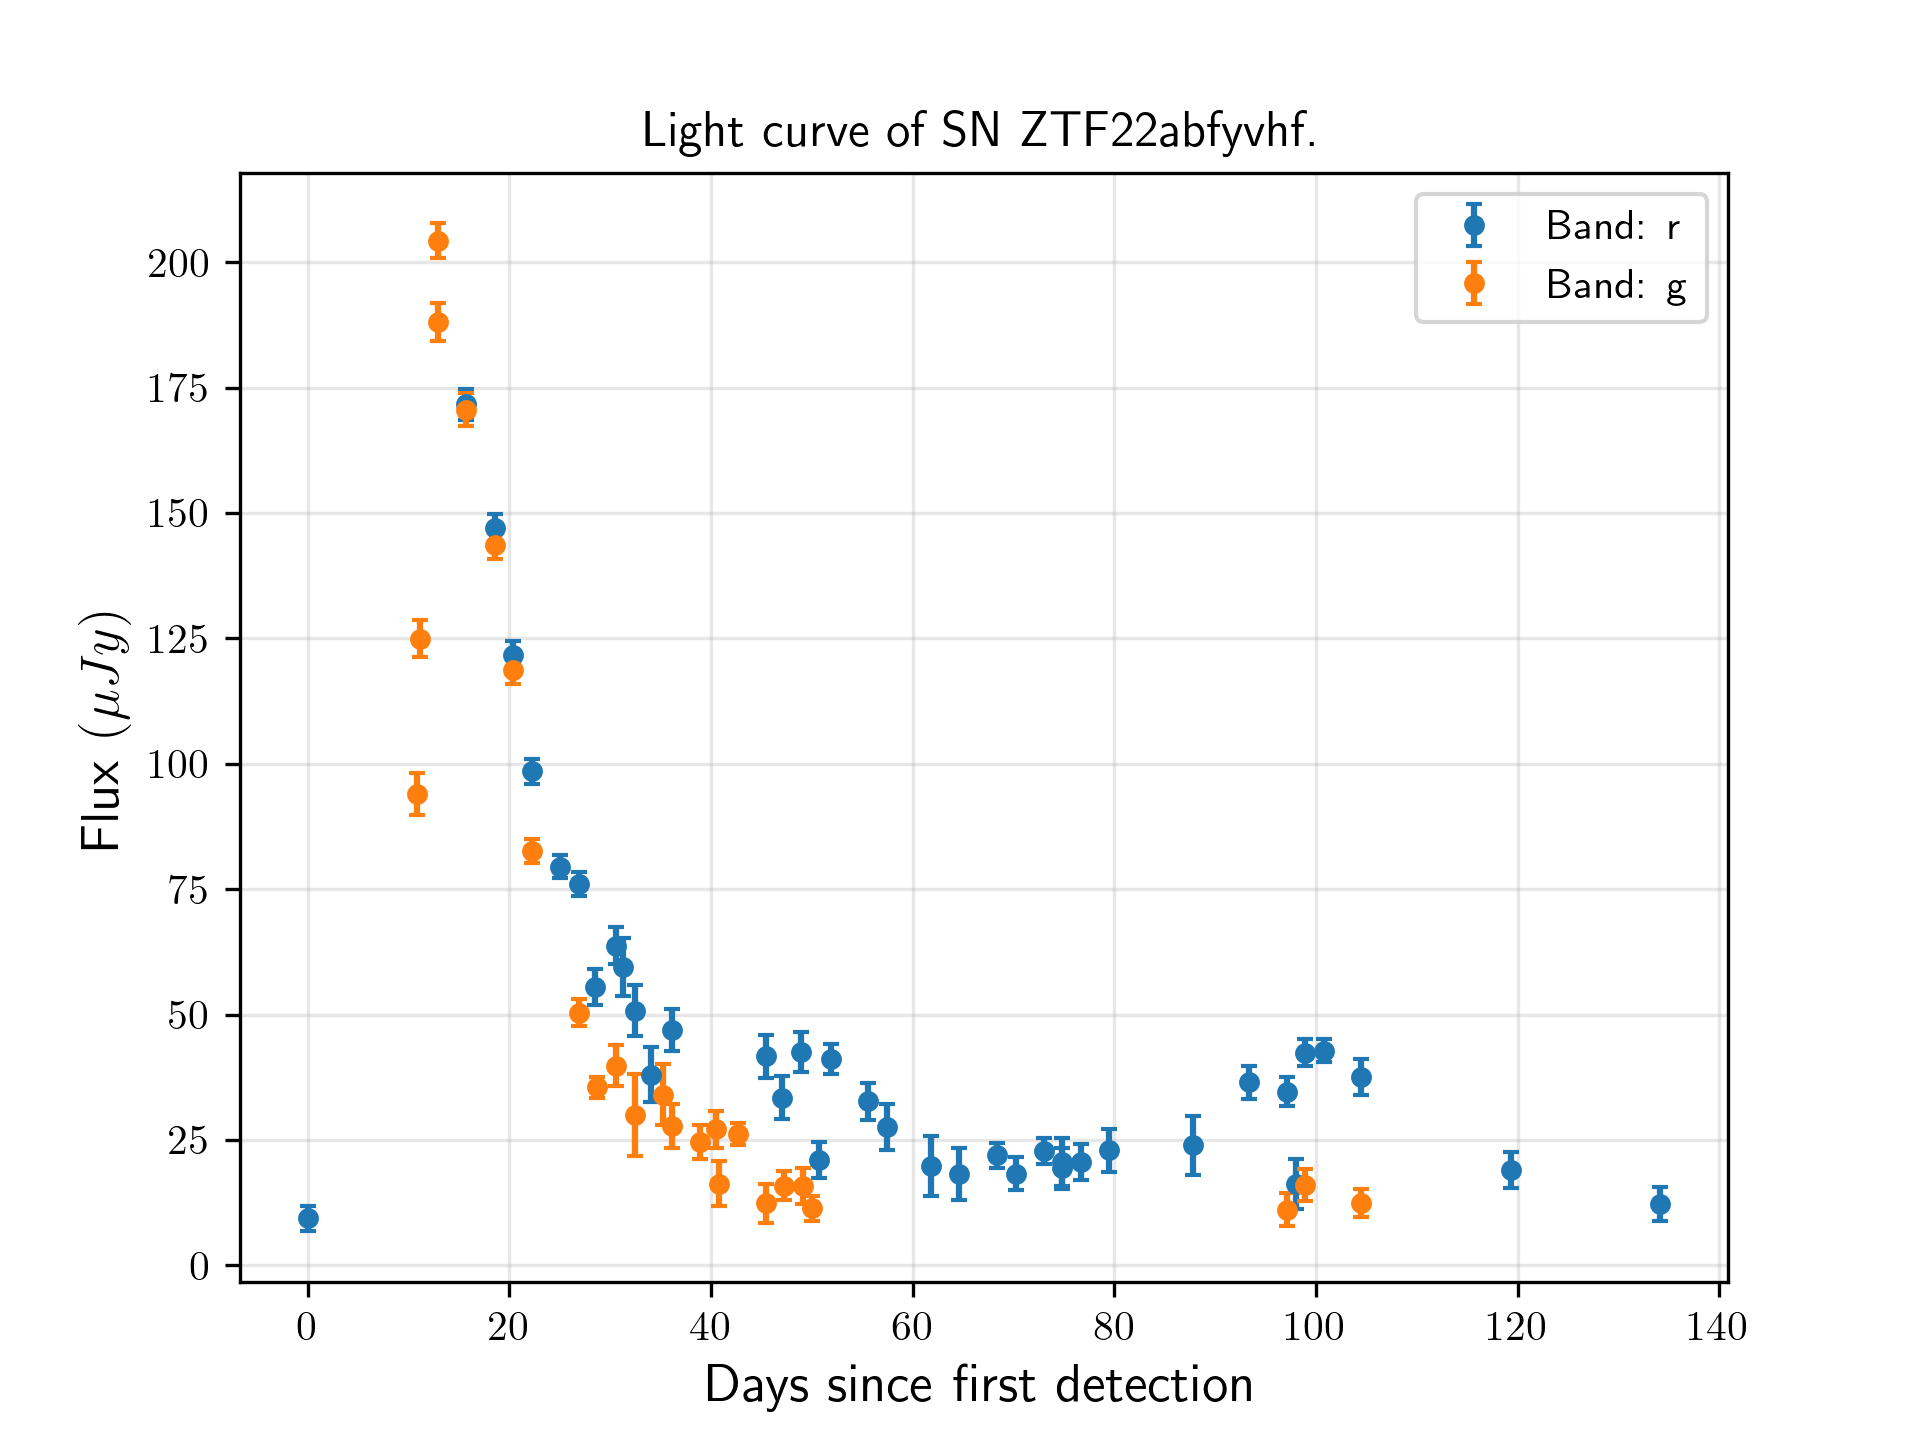 Light curve of SN ZTF22abfyvhf.
Band: r
Band: g
200
175
150
125
100
75
50
25
0
Flux (μJy)
0 20 40 60 80 100 120 140
Days since first detection